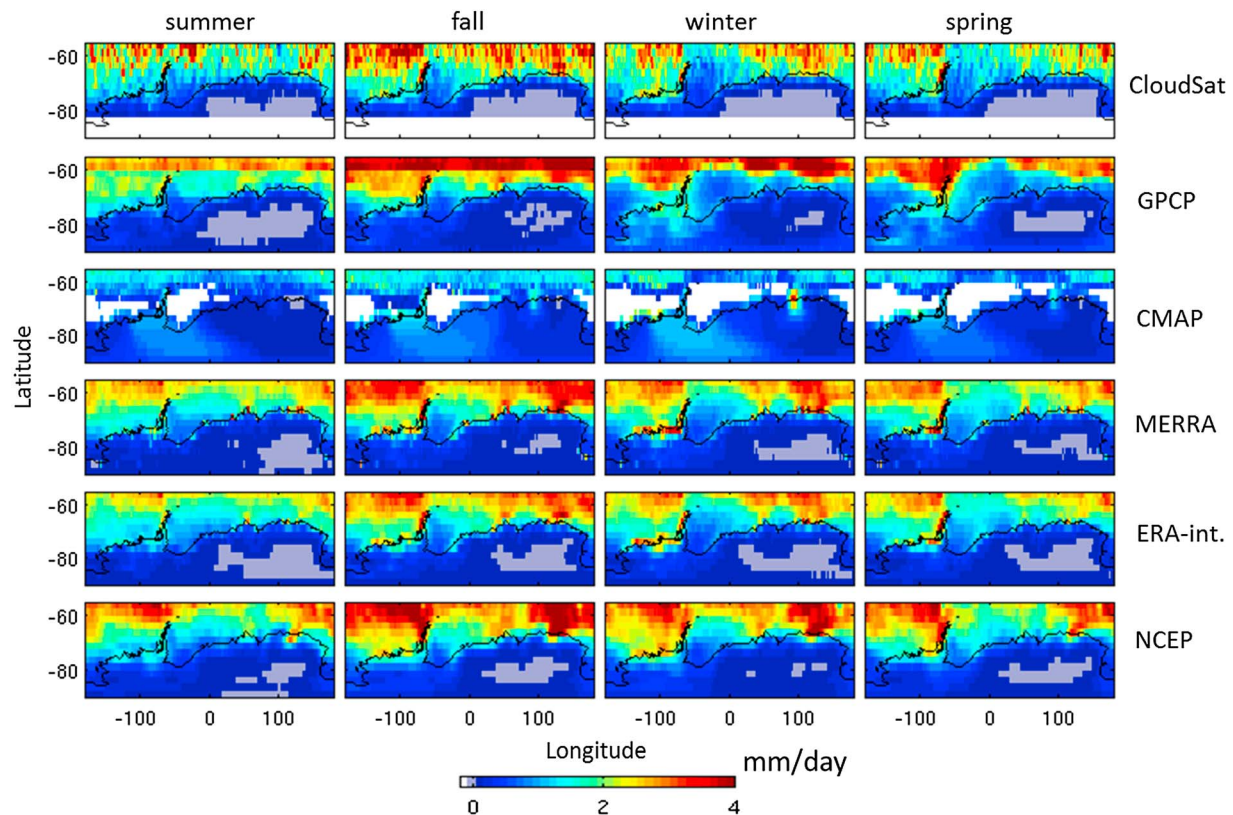 summer fall winter spring
-60
-80
CloudSat
-60
-80
GPCP
-60
-80
CMAP
Latitude
-60
-80
MERRA
-60
-80
ERA-int.
-60
-80
NCEP
-100 0 100 -100 0 100 -100 0 100 -100 0 100
Longitude
mm/day
0 2 4